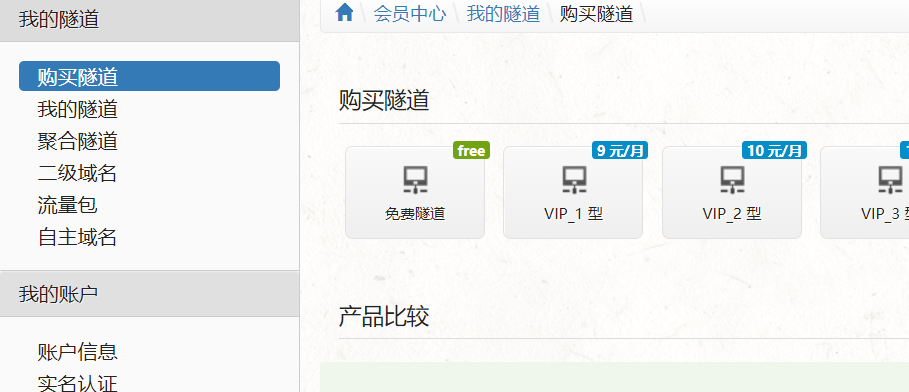 我的隧道
购买隧道
我的隧道
聚合隧道
二级域名
流量包
自主域名
我的账户
账户信息
实名认证
会员中心 \ 我的隧道 \ 购买隧道 \
购买隧道
free
免费隧道
9 元/月
VIP_1 型
10 元/月
VIP_2 型
VIP_3
产品比较